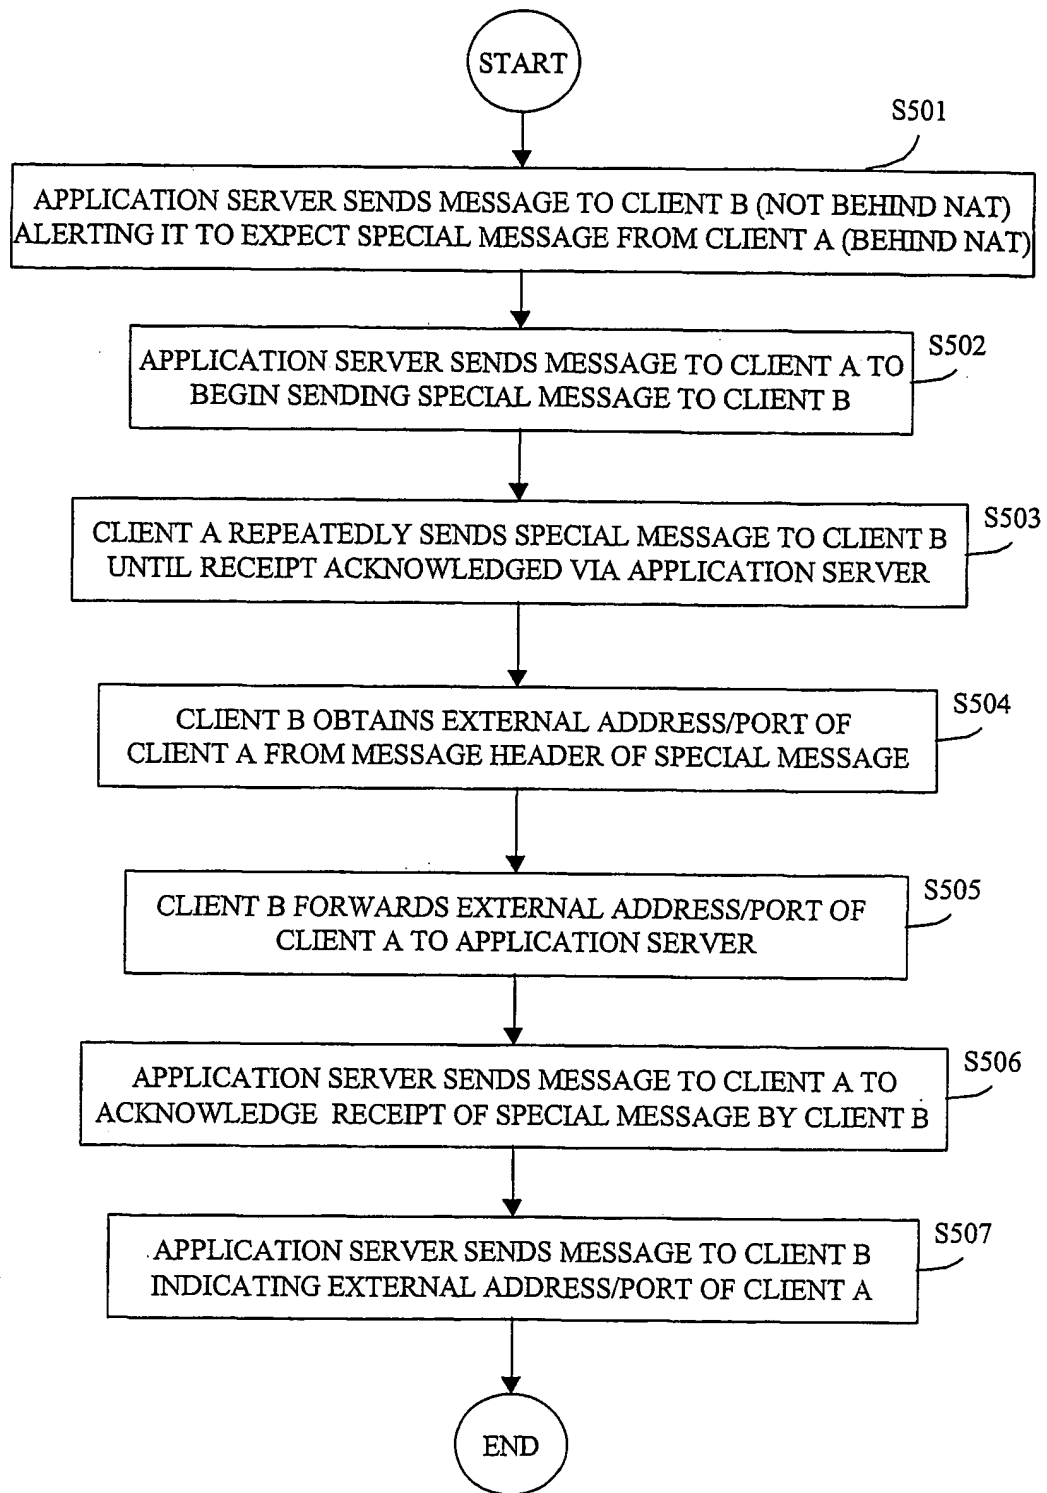 START
S501
APPLICATION SERVER SENDS MESSAGE TO CLIENT B (NOT BEHIND NAT)
ALERTING IT TO EXPECT SPECIAL MESSAGE FROM CLIENT A (BEHIND NAT)
S502
APPLICATION SERVER SENDS MESSAGE TO CLIENT A TO
BEGIN SENDING SPECIAL MESSAGE TO CLIENT B
S503
CLIENT A REPEATEDLY SENDS SPECIAL MESSAGE TO CLIENT B
UNTIL RECEIPT ACKNOWLEDGED VIA APPLICATION SERVER
S504
CLIENT B OBTAINS EXTERNAL ADDRESS/PORT OF
CLIENT A FROM MESSAGE HEADER OF SPECIAL MESSAGE
S505
CLIENT B FORWARDS EXTERNAL ADDRESS/PORT OF
CLIENT A TO APPLICATION SERVER
S506
APPLICATION SERVER SENDS MESSAGE TO CLIENT A TO
ACKNOWLEDGE RECEIPT OF SPECIAL MESSAGE BY CLIENT B
S507
APPLICATION SERVER SENDS MESSAGE TO CLIENT B
INDICATING EXTERNAL ADDRESS/PORT OF CLIENT A
END